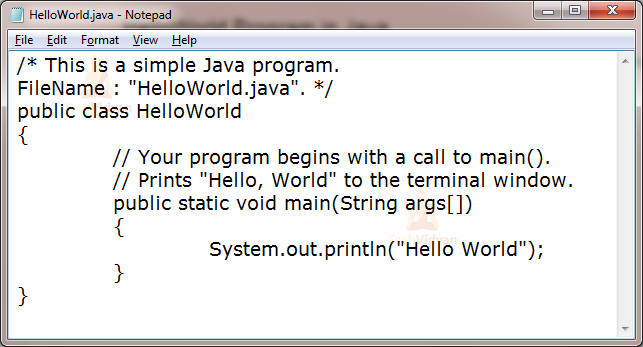 HelloWorld.java - Notepad
File Edit Format View Help
/* This is a simple Java program.
FileName : "HelloWorld.java". */
public class HelloWorld
{
// Your program begins with a call to main().
// Prints "Hello, World" to the terminal window.
public static void main(String args[])
{
System.out.println("Hello World");
}
}